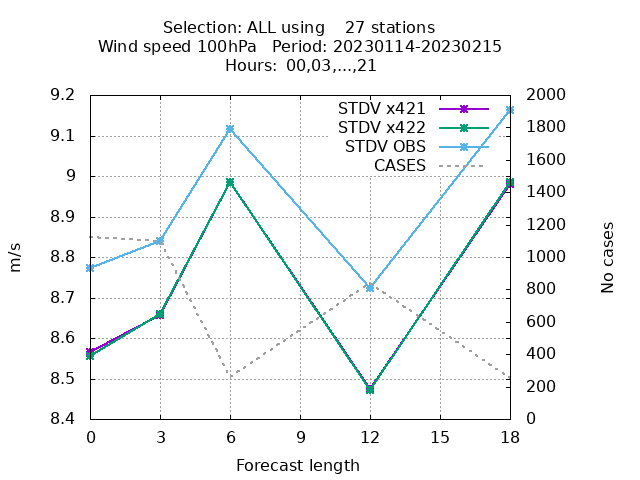 Selection: ALL using    27 stations
Wind speed 100hPa   Period: 20230114-20230215
Hours:  00,03,...,21
STDV x421
STDV x422
STDV OBS
CASES
9.2
9.1
9
8.9
8.8
8.7
8.6
8.5
8.4
2000
1800
1600
1400
1200
1000
800
600
400
200
0
m/s
No cases
0 3 6 9 12 15 18
Forecast length